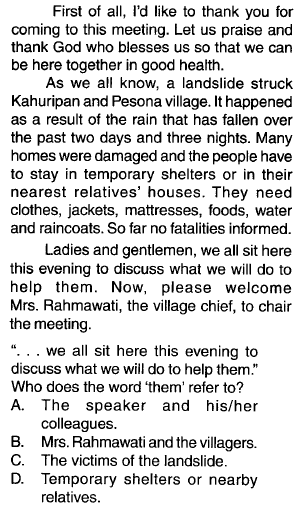 First of all, I'd like to thank you for
coming to this meeting. Let us praise and
thank God who blesses us so that we can
be here together in good health.
As we all know, a landslide struck
Kahuripan and Pesona village. It happened
as a result of the rain that has fallen over
the past two days and three nights. Many
homes were damaged and the people have
to stay in temporary shelters or in their
nearest relatives' houses. They need
clothes, jackets, mattresses, foods, water
and raincoats. So far no fatalities informed.
Ladies and gentlemen, we all sit here
this evening to discuss what we will do to
help them. Now, please welcome
Mrs. Rahmawati, the village chief, to chair
the meeting.
". . . we all sit here this evening to
discuss what we will do to help them."
Who does the word 'them' refer to?
A. The speaker and his/her
colleagues.
B. Mrs. Rahmawati and the villagers.
C. The victims of the landslide.
D. Temporary shelters or nearby
relatives.